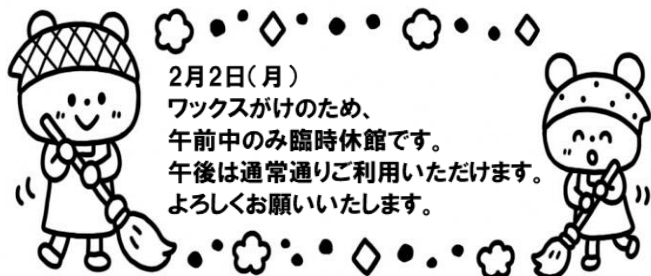 2月2日(月)
ワックスがけのため、
午前中のみ臨時休館です。
午後は通常通りご利用いただけます。
よろしくお願いいたします。